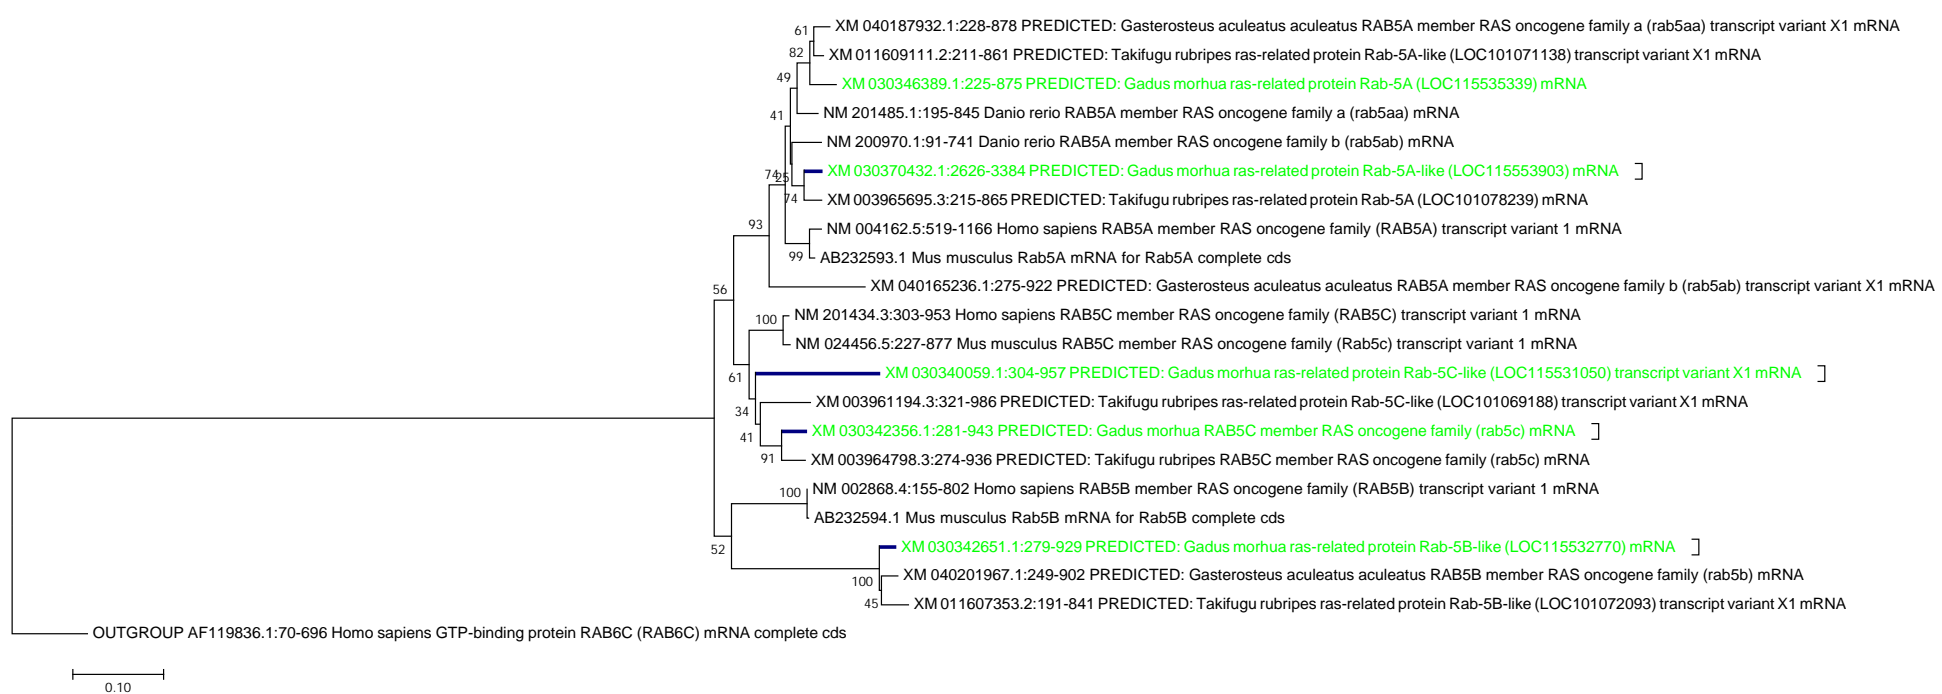 61
XM 040187932.1:228-878 PREDICTED: Gasterosteus aculeatus aculeatus RAB5A member RAS oncogene family a (rab5aa) transcript variant X1 mRNA
82
XM 011609111.2:211-861 PREDICTED: Takifugu rubripes ras-related protein Rab-5A-like (LOC101071138) transcript variant X1 mRNA
49
XM 030346389.1:225-875 PREDICTED: Gadus morhua ras-related protein Rab-5A (LOC115535339) mRNA
41
NM 201485.1:195-845 Danio rerio RAB5A member RAS oncogene family a (rab5aa) mRNA
NM 200970.1:91-741 Danio rerio RAB5A member RAS oncogene family b (rab5ab) mRNA
74
25
XM 030370432.1:2626-3384 PREDICTED: Gadus morhua ras-related protein Rab-5A-like (LOC115553903) mRNA
74
XM 003965695.3:215-865 PREDICTED: Takifugu rubripes ras-related protein Rab-5A (LOC101078239) mRNA
93
NM 004162.5:519-1166 Homo sapiens RAB5A member RAS oncogene family (RAB5A) transcript variant 1 mRNA
99
AB232593.1 Mus musculus Rab5A mRNA for Rab5A complete cds
56
XM 040165236.1:275-922 PREDICTED: Gasterosteus aculeatus aculeatus RAB5A member RAS oncogene family b (rab5ab) transcript variant X1 mRNA
100
NM 201434.3:303-953 Homo sapiens RAB5C member RAS oncogene family (RAB5C) transcript variant 1 mRNA
NM 024456.5:227-877 Mus musculus RAB5C member RAS oncogene family (Rab5c) transcript variant 1 mRNA
61
XM 030340059.1:304-957 PREDICTED: Gadus morhua ras-related protein Rab-5C-like (LOC115531050) transcript variant X1 mRNA
34
XM 003961194.3:321-986 PREDICTED: Takifugu rubripes ras-related protein Rab-5C-like (LOC101069188) transcript variant X1 mRNA
41
XM 030342356.1:281-943 PREDICTED: Gadus morhua RAB5C member RAS oncogene family (rab5c) mRNA
91
XM 003964798.3:274-936 PREDICTED: Takifugu rubripes RAB5C member RAS oncogene family (rab5c) mRNA
100
NM 002868.4:155-802 Homo sapiens RAB5B member RAS oncogene family (RAB5B) transcript variant 1 mRNA
AB232594.1 Mus musculus Rab5B mRNA for Rab5B complete cds
52
XM 030342651.1:279-929 PREDICTED: Gadus morhua ras-related protein Rab-5B-like (LOC115532770) mRNA
100
XM 040201967.1:249-902 PREDICTED: Gasterosteus aculeatus aculeatus RAB5B member RAS oncogene family (rab5b) mRNA
45
XM 011607353.2:191-841 PREDICTED: Takifugu rubripes ras-related protein Rab-5B-like (LOC101072093) transcript variant X1 mRNA
OUTGROUP AF119836.1:70-696 Homo sapiens GTP-binding protein RAB6C (RAB6C) mRNA complete cds
0.10